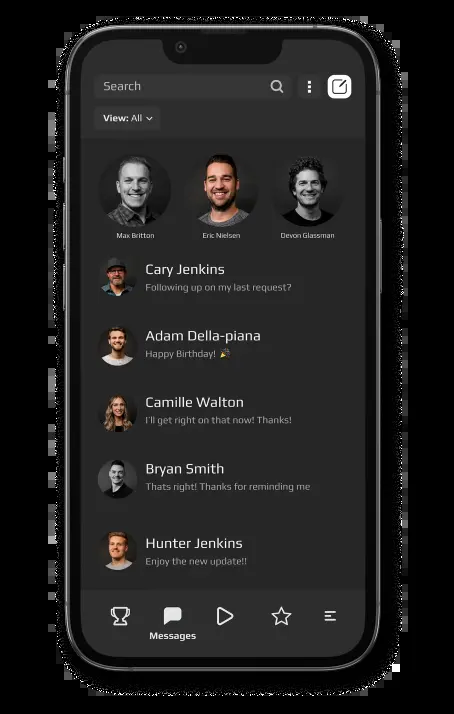 Search
View: All
Max Britton
Eric Nielsen
Devon Glassman
Cary Jenkins
Following up on my last request?
Adam Della-piana
Happy Birthday! 🎉
Camille Walton
I'll get right on that now! Thanks!
Bryan Smith
Thats right! Thanks for reminding me
Hunter Jenkins
Enjoy the new update!!
Messages